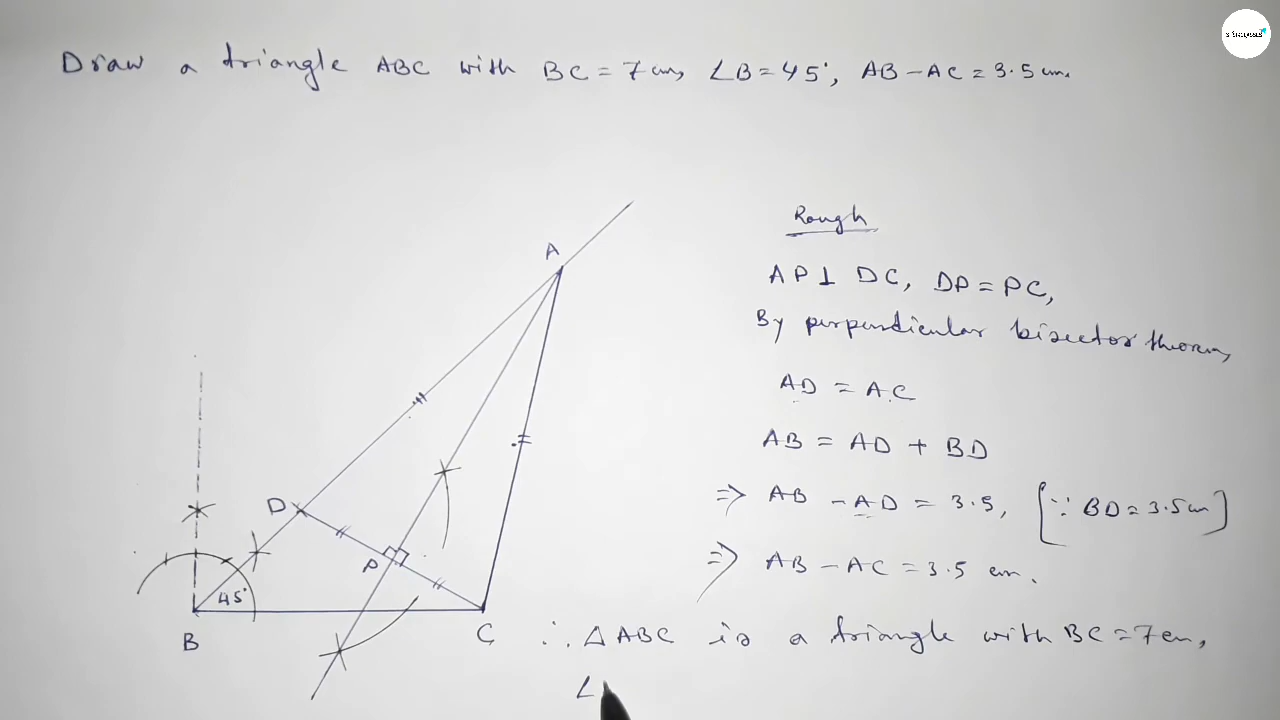 Draw a triangle ABC with BC = 7 cm, ∠B = 45°, AB - AC = 3.5 cm.
Rough
AP ⊥ DC, DP = PC,
By perpendicular bisector theorem,
AD = AC
AB = AD + BD
⇒ AB - AD = 3.5, [∵ BD = 3.5 cm]
⇒ AB - AC = 3.5 cm.
∴ △ABC is a triangle with BC = 7 cm,
∠
A
D
P
45°
B
C